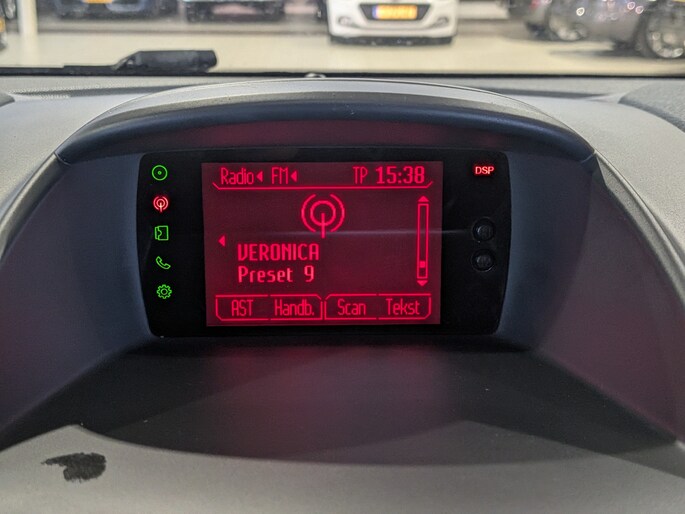 Radio FM TP 15:38
DSP
VERONICA
Preset 9
AST Handb. Scan Tekst